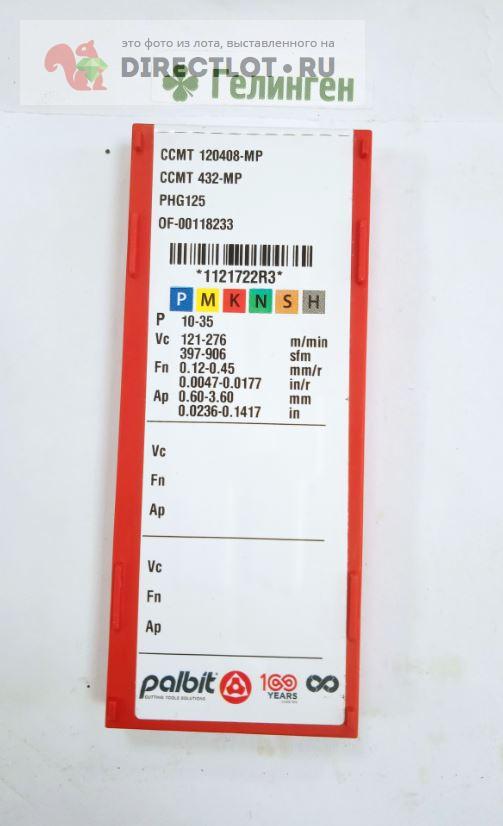 это фото из лота, выставленного на
DIRECTLOT.RU
Гелинген
CCMT 120408-MP
CCMT 432-MP
PHG125
OF-00118233
*1121722R3*
P M K N S H
P 10-35
Vc 121-276 m/min
397-906 sfm
Fn 0.12-0.45 mm/r
0.0047-0.0177 in/r
Ap 0.60-3.60 mm
0.0236-0.1417 in
Vc
Fn
Ap
Vc
Fn
Ap
palbit
CUTTING TOOLS SOLUTIONS
100
YEARS